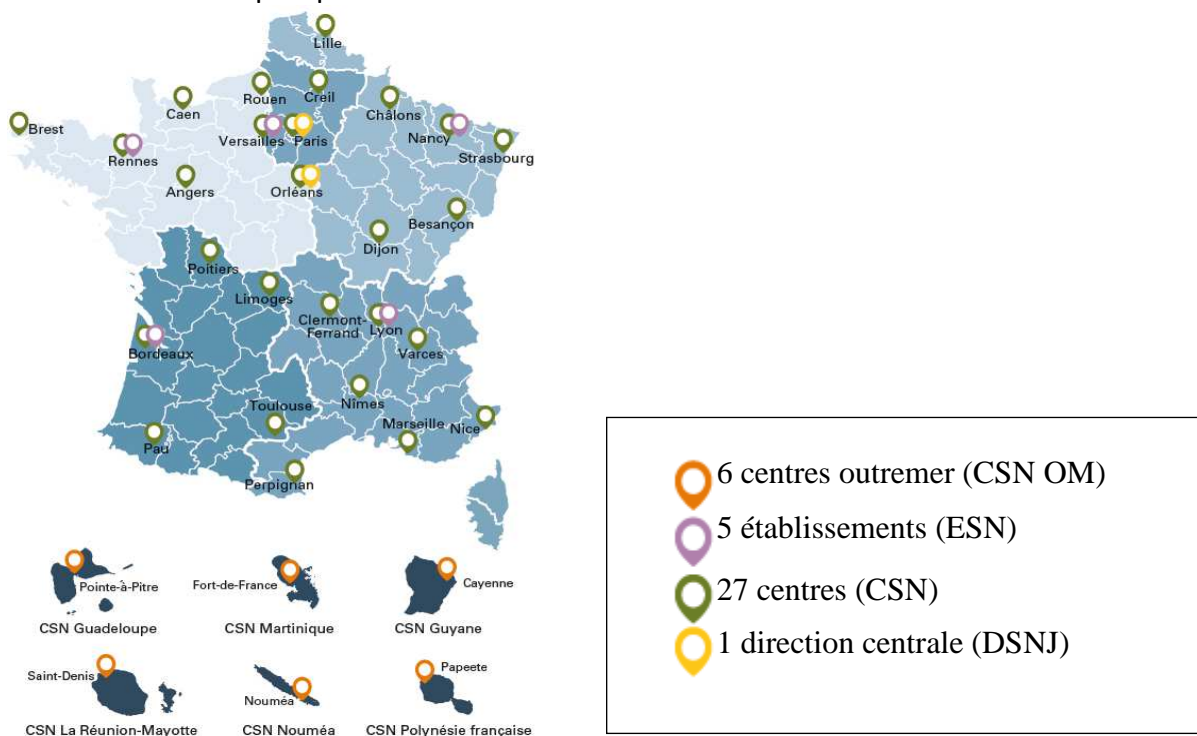 Lille
Rouen
Creil
Caen
Châlons
Brest
Versailles
Paris
Nancy
Strasbourg
Rennes
Angers
Orléans
Besançon
Dijon
Poitiers
Limoges
Clermont-
Ferrand
Lyon
Varces
Bordeaux
Nîmes
Toulouse
Marseille
Nice
Pau
Perpignan
Pointe-à-Pitre
Fort-de-France
Cayenne
CSN Guadeloupe
CSN Martinique
CSN Guyane
Saint-Denis
Nouméa
Papeete
CSN La Réunion-Mayotte
CSN Nouméa
CSN Polynésie française
6 centres outremer (CSN OM)
5 établissements (ESN)
27 centres (CSN)
1 direction centrale (DSNJ)